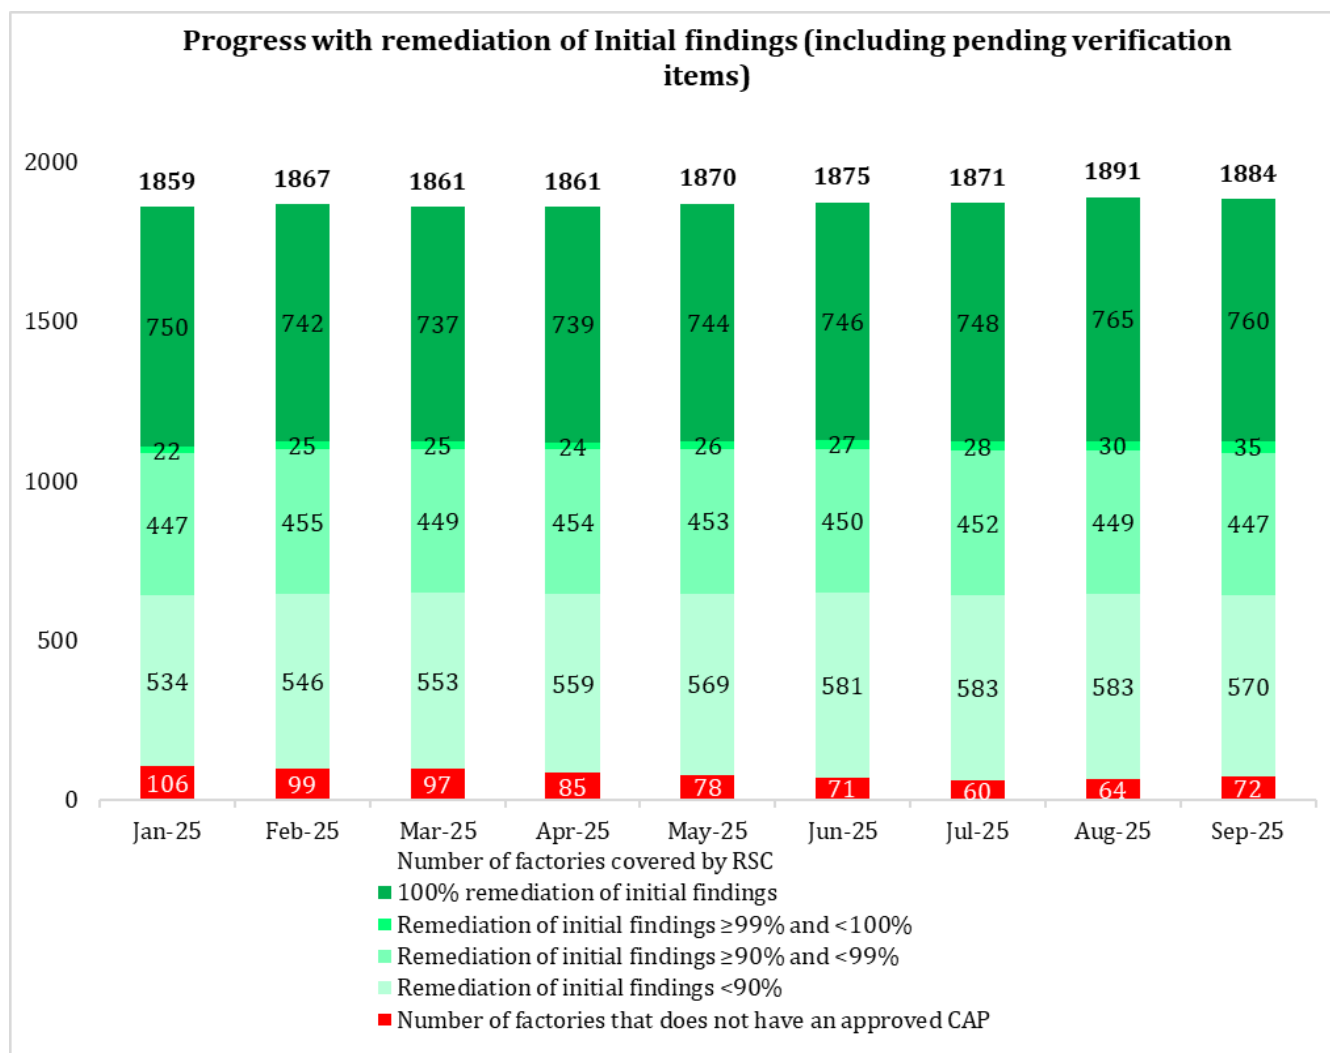 Progress with remediation of Initial findings (including pending verification
items)
2000
1859 1867 1861 1861 1870 1875 1871 1891 1884
1500
750 742 737 739 744 746 748 765 760
22 25 25 24 26 27 28 30 35
1000
447 455 449 454 453 450 452 449 447
500
534 546 553 559 569 581 583 583 570
106 99 97 85 78 71 60 64 72
0
Jan-25 Feb-25 Mar-25 Apr-25 May-25 Jun-25 Jul-25 Aug-25 Sep-25
Number of factories covered by RSC
100% remediation of initial findings
Remediation of initial findings ≥99% and <100%
Remediation of initial findings ≥90% and <99%
Remediation of initial findings <90%
Number of factories that does not have an approved CAP